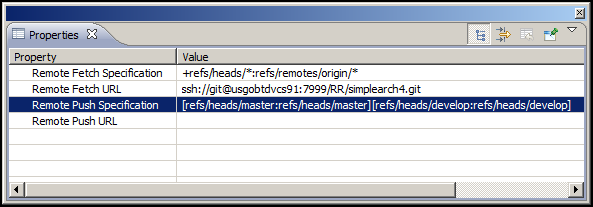 Properties
Property Value
Remote Fetch Specification +refs/heads/*:refs/remotes/origin/*
Remote Fetch URL ssh://git@usgobtdvcs91:7999/RR/simplearch4.git
Remote Push Specification [refs/heads/master:refs/heads/master][refs/heads/develop:refs/heads/develop]
Remote Push URL